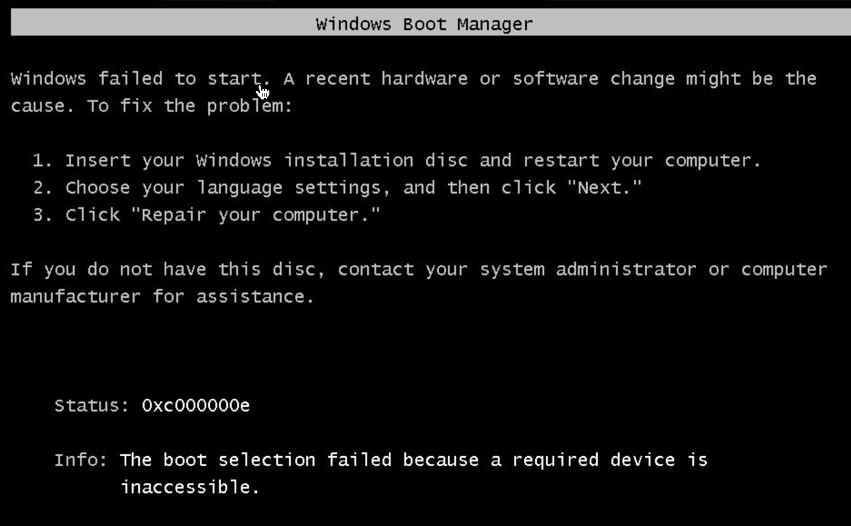 Windows Boot Manager
Windows failed to start. A recent hardware or software change might be the
cause. To fix the problem:
1. Insert your Windows installation disc and restart your computer.
2. Choose your language settings, and then click "Next."
3. Click "Repair your computer."
If you do not have this disc, contact your system administrator or computer
manufacturer for assistance.
Status: 0xc000000e
Info: The boot selection failed because a required device is
inaccessible.